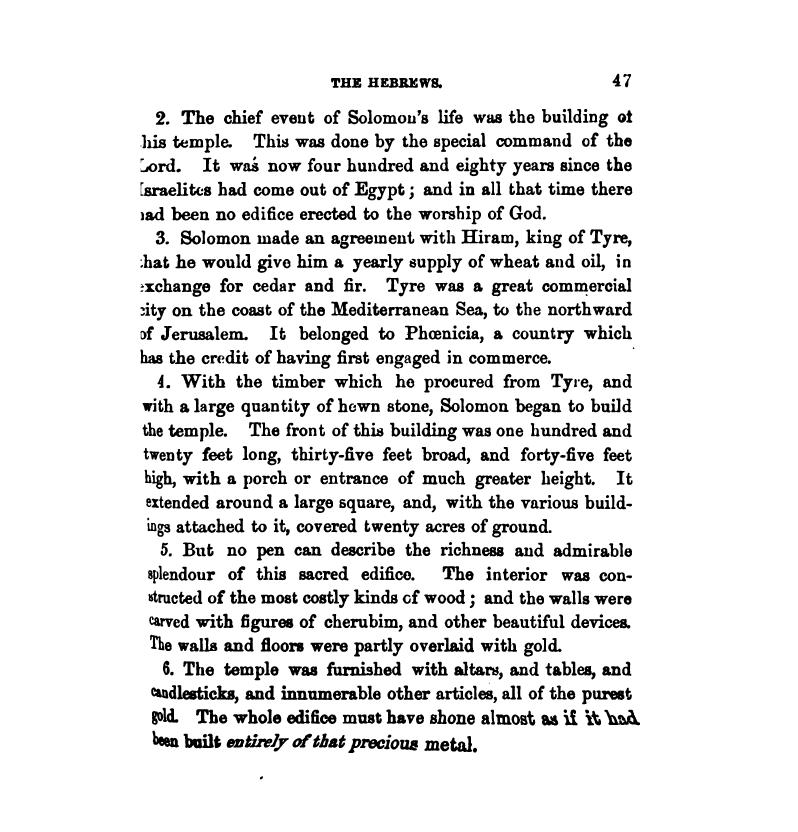 THE HEBREWS. 47
2. The chief event of Solomon's life was the building of
his temple. This was done by the special command of the
Lord. It was now four hundred and eighty years since the
Israelites had come out of Egypt; and in all that time there
had been no edifice erected to the worship of God.
3. Solomon made an agreement with Hiram, king of Tyre,
that he would give him a yearly supply of wheat and oil, in
exchange for cedar and fir. Tyre was a great commercial
city on the coast of the Mediterranean Sea, to the northward
of Jerusalem. It belonged to Phœnicia, a country which
has the credit of having first engaged in commerce.
4. With the timber which he procured from Tyre, and
with a large quantity of hewn stone, Solomon began to build
the temple. The front of this building was one hundred and
twenty feet long, thirty-five feet broad, and forty-five feet
high, with a porch or entrance of much greater height. It
extended around a large square, and, with the various build-
ings attached to it, covered twenty acres of ground.
5. But no pen can describe the richness and admirable
splendour of this sacred edifice. The interior was con-
structed of the most costly kinds of wood; and the walls were
carved with figures of cherubim, and other beautiful devices.
The walls and floors were partly overlaid with gold.
6. The temple was furnished with altars, and tables, and
candlesticks, and innumerable other articles, all of the purest
gold. The whole edifice must have shone almost as if it had
been built entirely of that precious metal.